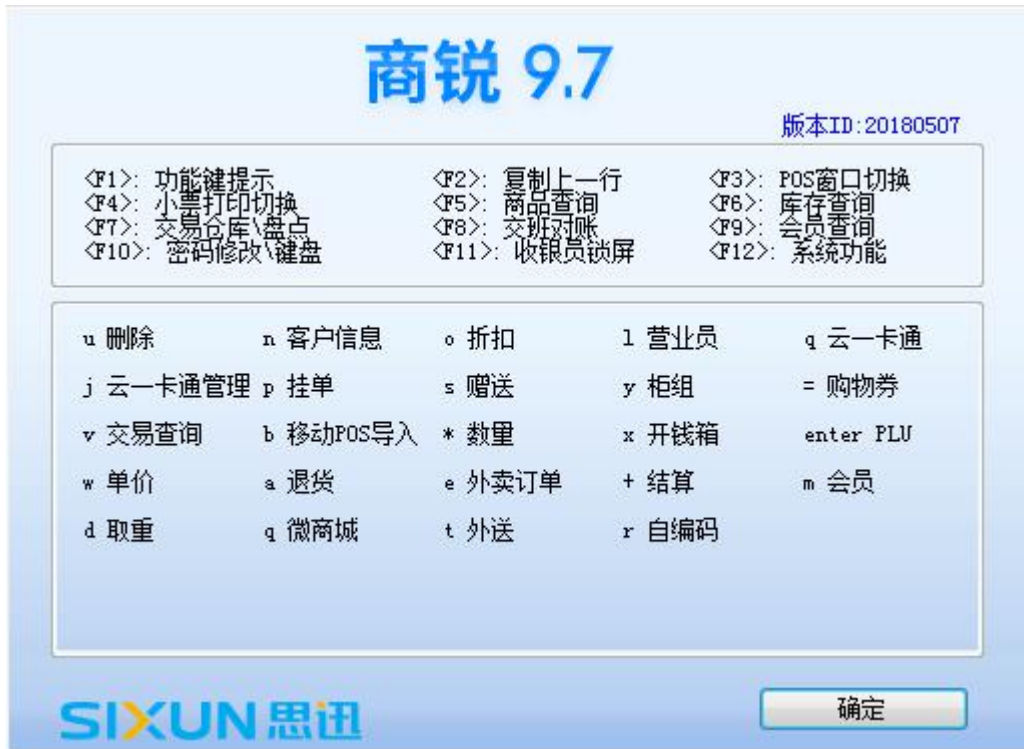 商锐 9.7
版本ID:20180507
<F1>: 功能键提示 <F2>: 复制上一行 <F3>: POS窗口切换
<F4>: 小票打印切换 <F5>: 商品查询 <F6>: 库存查询
<F7>: 交易仓库\盘点 <F8>: 交班对账 <F9>: 会员查询
<F10>: 密码修改\键盘 <F11>: 收银员锁屏 <F12>: 系统功能
u 删除 n 客户信息 o 折扣 l 营业员 q 云一卡通
j 云一卡通管理 p 挂单 s 赠送 y 柜组 = 购物券
v 交易查询 b 移动POS导入 * 数量 x 开钱箱 enter PLU
w 单价 a 退货 e 外卖订单 + 结算 m 会员
d 取重 q 微商城 t 外送 r 自编码
SIXUN思迅
确定